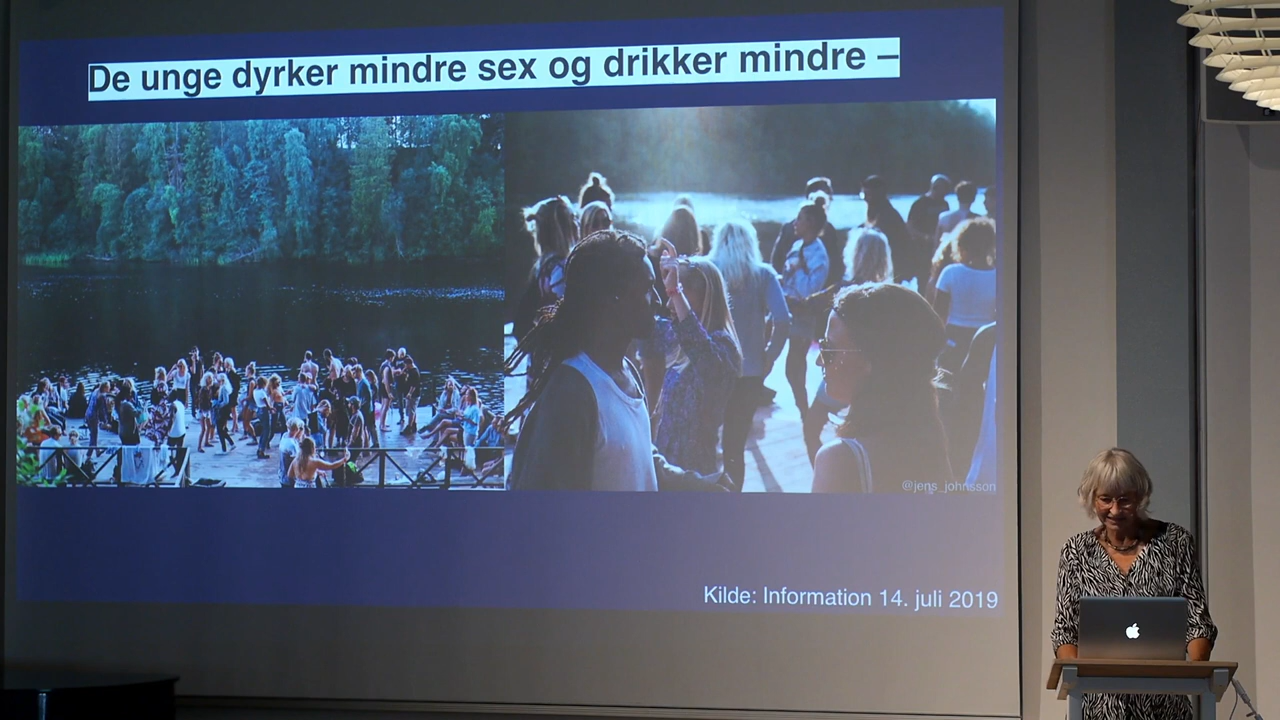 De unge dyrker mindre sex og drikker mindre –
@jens_johnsson
Kilde: Information 14. juli 2019